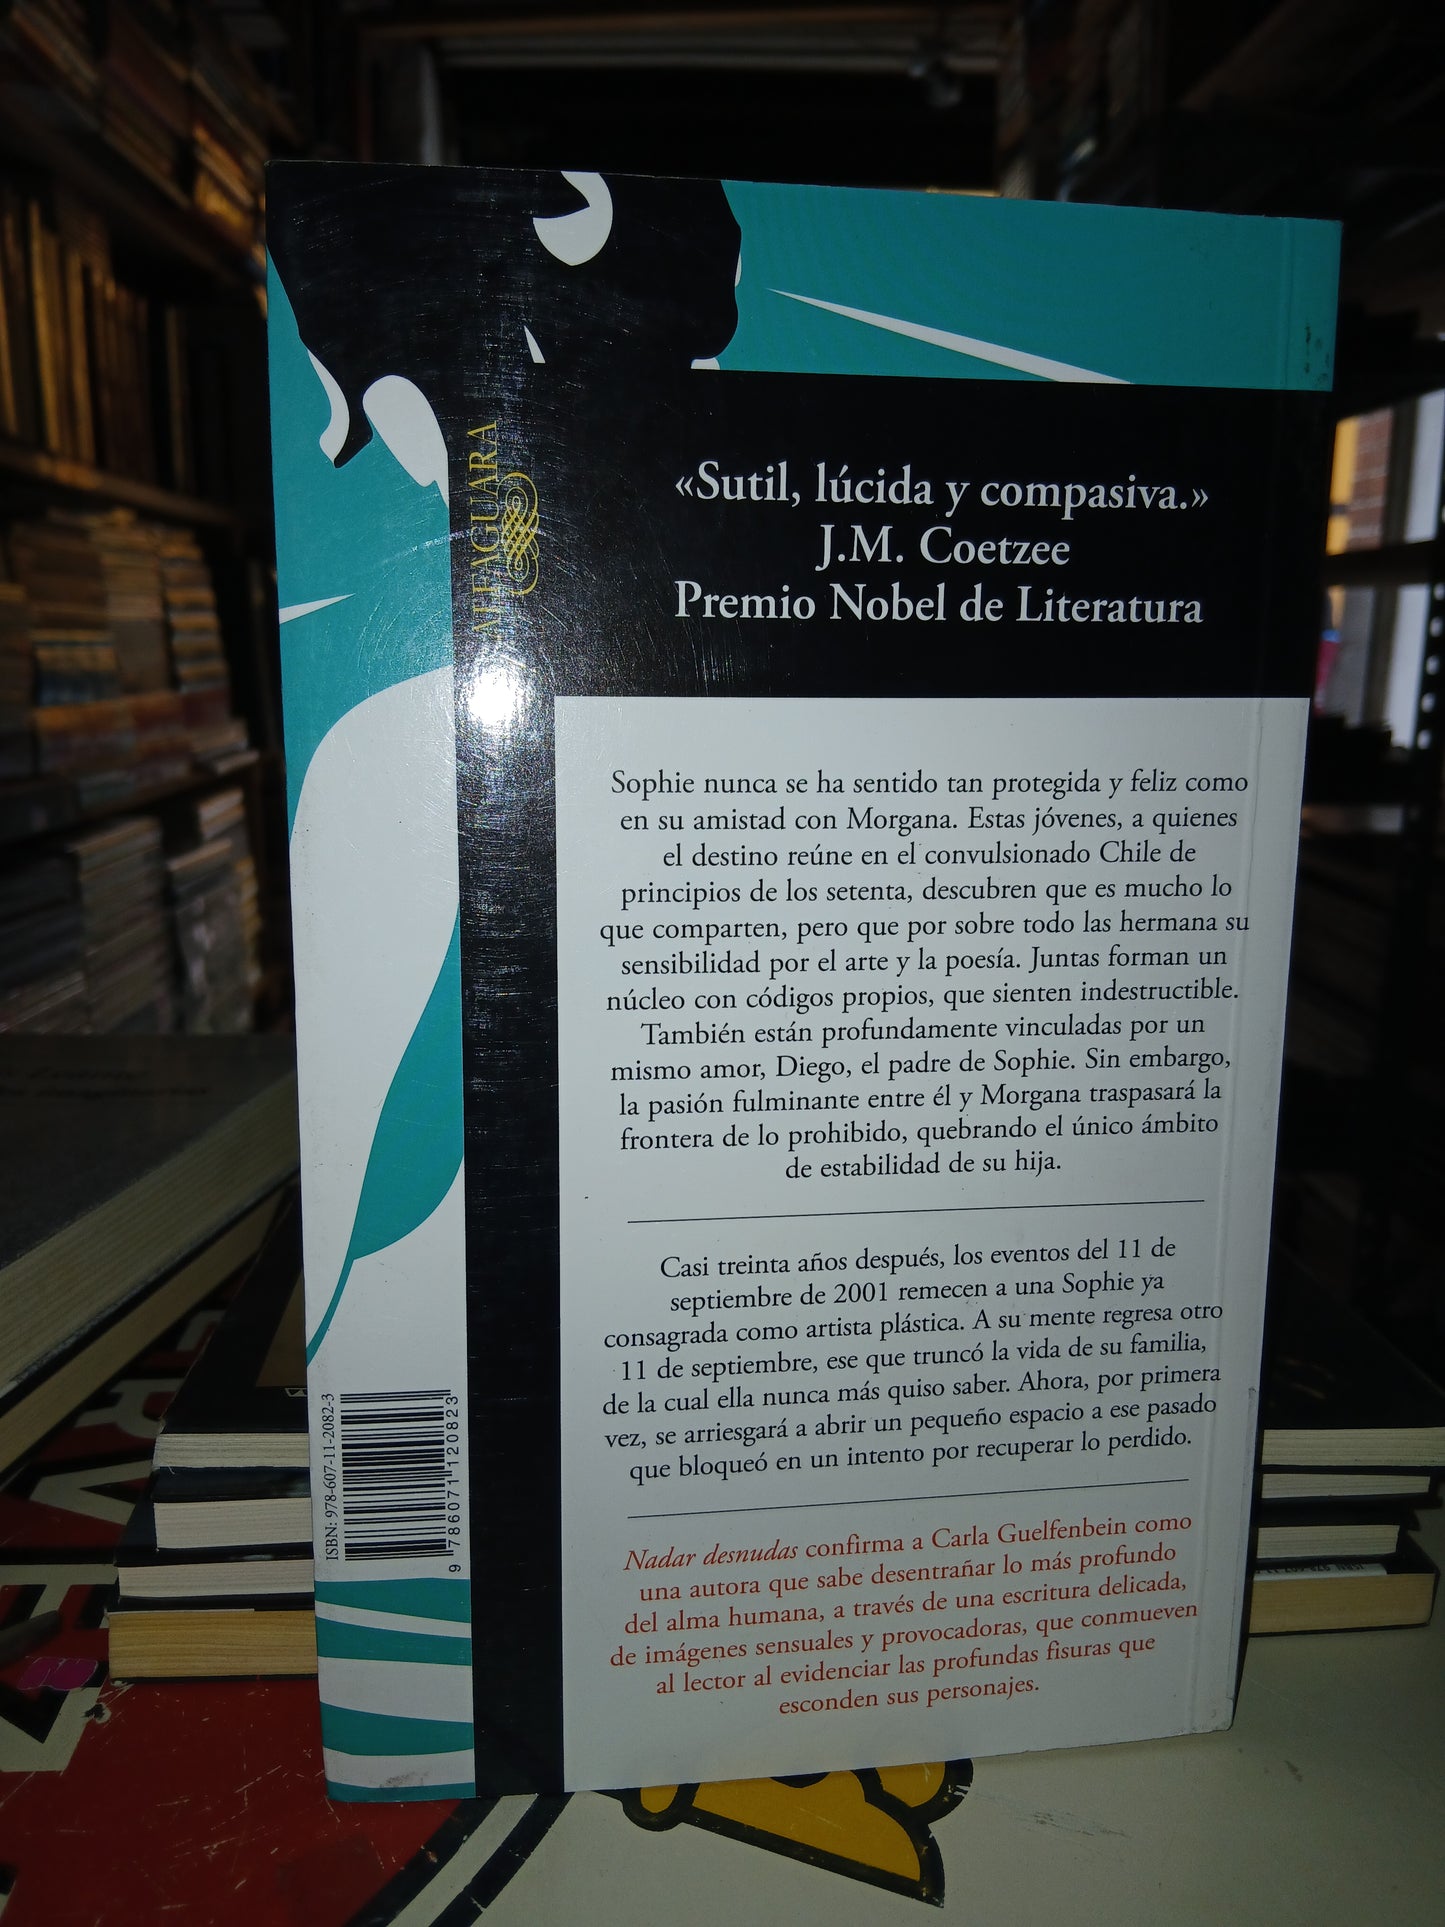 «Sutil, lúcida y compasiva.»
J.M. Coetzee
Premio Nobel de Literatura
ALFAGUARA
Sophie nunca se ha sentido tan protegida y feliz como
en su amistad con Morgana. Estas jóvenes, a quienes
el destino reúne en el convulsionado Chile de
principios de los setenta, descubren que es mucho lo
que comparten, pero que por sobre todo las hermana su
sensibilidad por el arte y la poesía. Juntas forman un
núcleo con códigos propios, que sienten indestructible.
También están profundamente vinculadas por un
mismo amor, Diego, el padre de Sophie. Sin embargo,
la pasión fulminante entre él y Morgana traspasará la
frontera de lo prohibido, quebrando el único ámbito
de estabilidad de su hija.
Casi treinta años después, los eventos del 11 de
septiembre de 2001 remecen a una Sophie ya
consagrada como artista plástica. A su mente regresa otro
11 de septiembre, ese que truncó la vida de su familia,
de la cual ella nunca más quiso saber. Ahora, por primera
vez, se arriesgará a abrir un pequeño espacio a ese pasado
que bloqueó en un intento por recuperar lo perdido.
Nadar desnudas confirma a Carla Guelfenbein como
una autora que sabe desentrañar lo más profundo
del alma humana, a través de una escritura delicada,
de imágenes sensuales y provocadoras, que conmueven
al lector al evidenciar las profundas fisuras que
esconden sus personajes.
ISBN: 978-607-11-2082-3
9 786071 120823